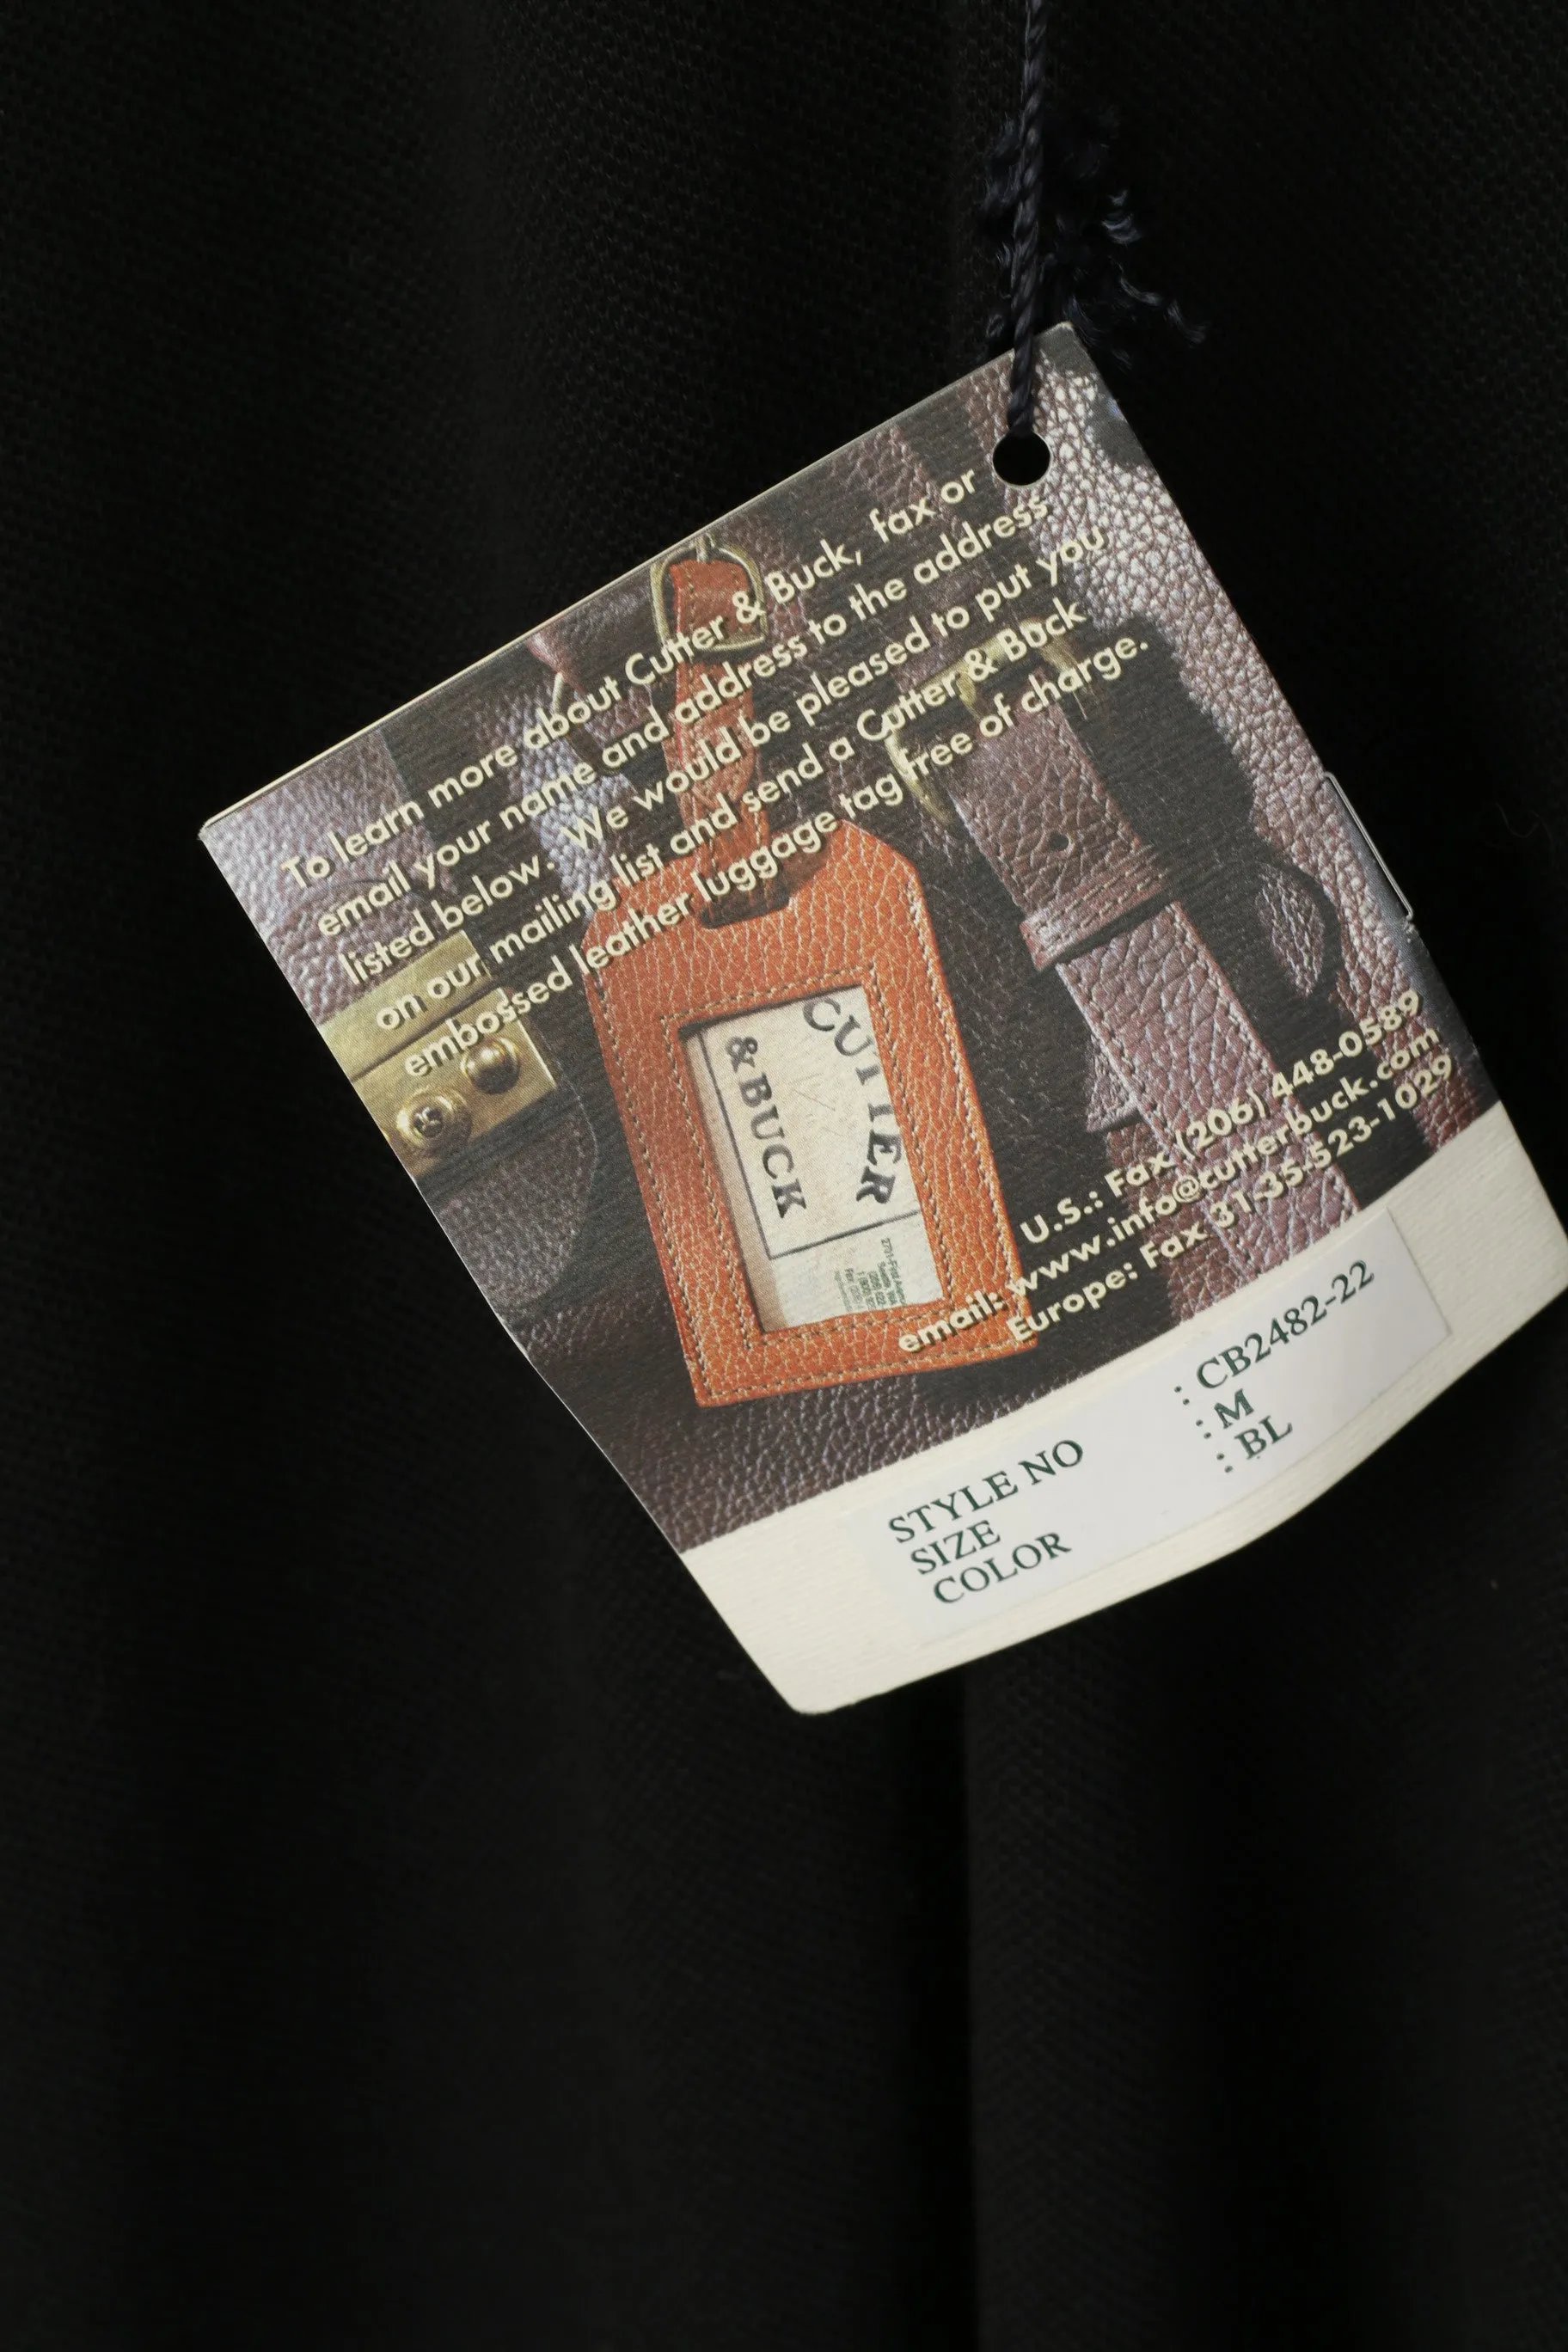 To learn more about Cutter & Buck, fax or
email your name and address to the address
listed below. We would be pleased to put you
on our mailing list and send a Cutter & Buck
embossed leather luggage tag free of charge.
CUTTER
& BUCK
U.S.: Fax (206) 448-0589
email: www.info@cutterbuck.com
Europe: Fax 31-35-523-1029
STYLE NO : CB2482-22
SIZE : M
COLOR : BL